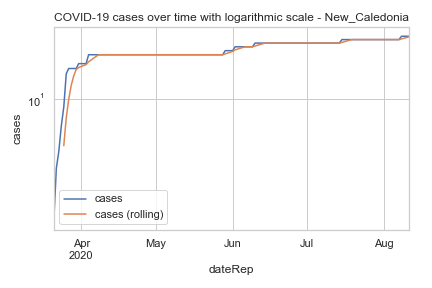 COVID-19 cases over time with logarithmic scale - New_Caledonia
cases
10¹
cases
cases (rolling)
Apr
2020
May
Jun
Jul
Aug
dateRep